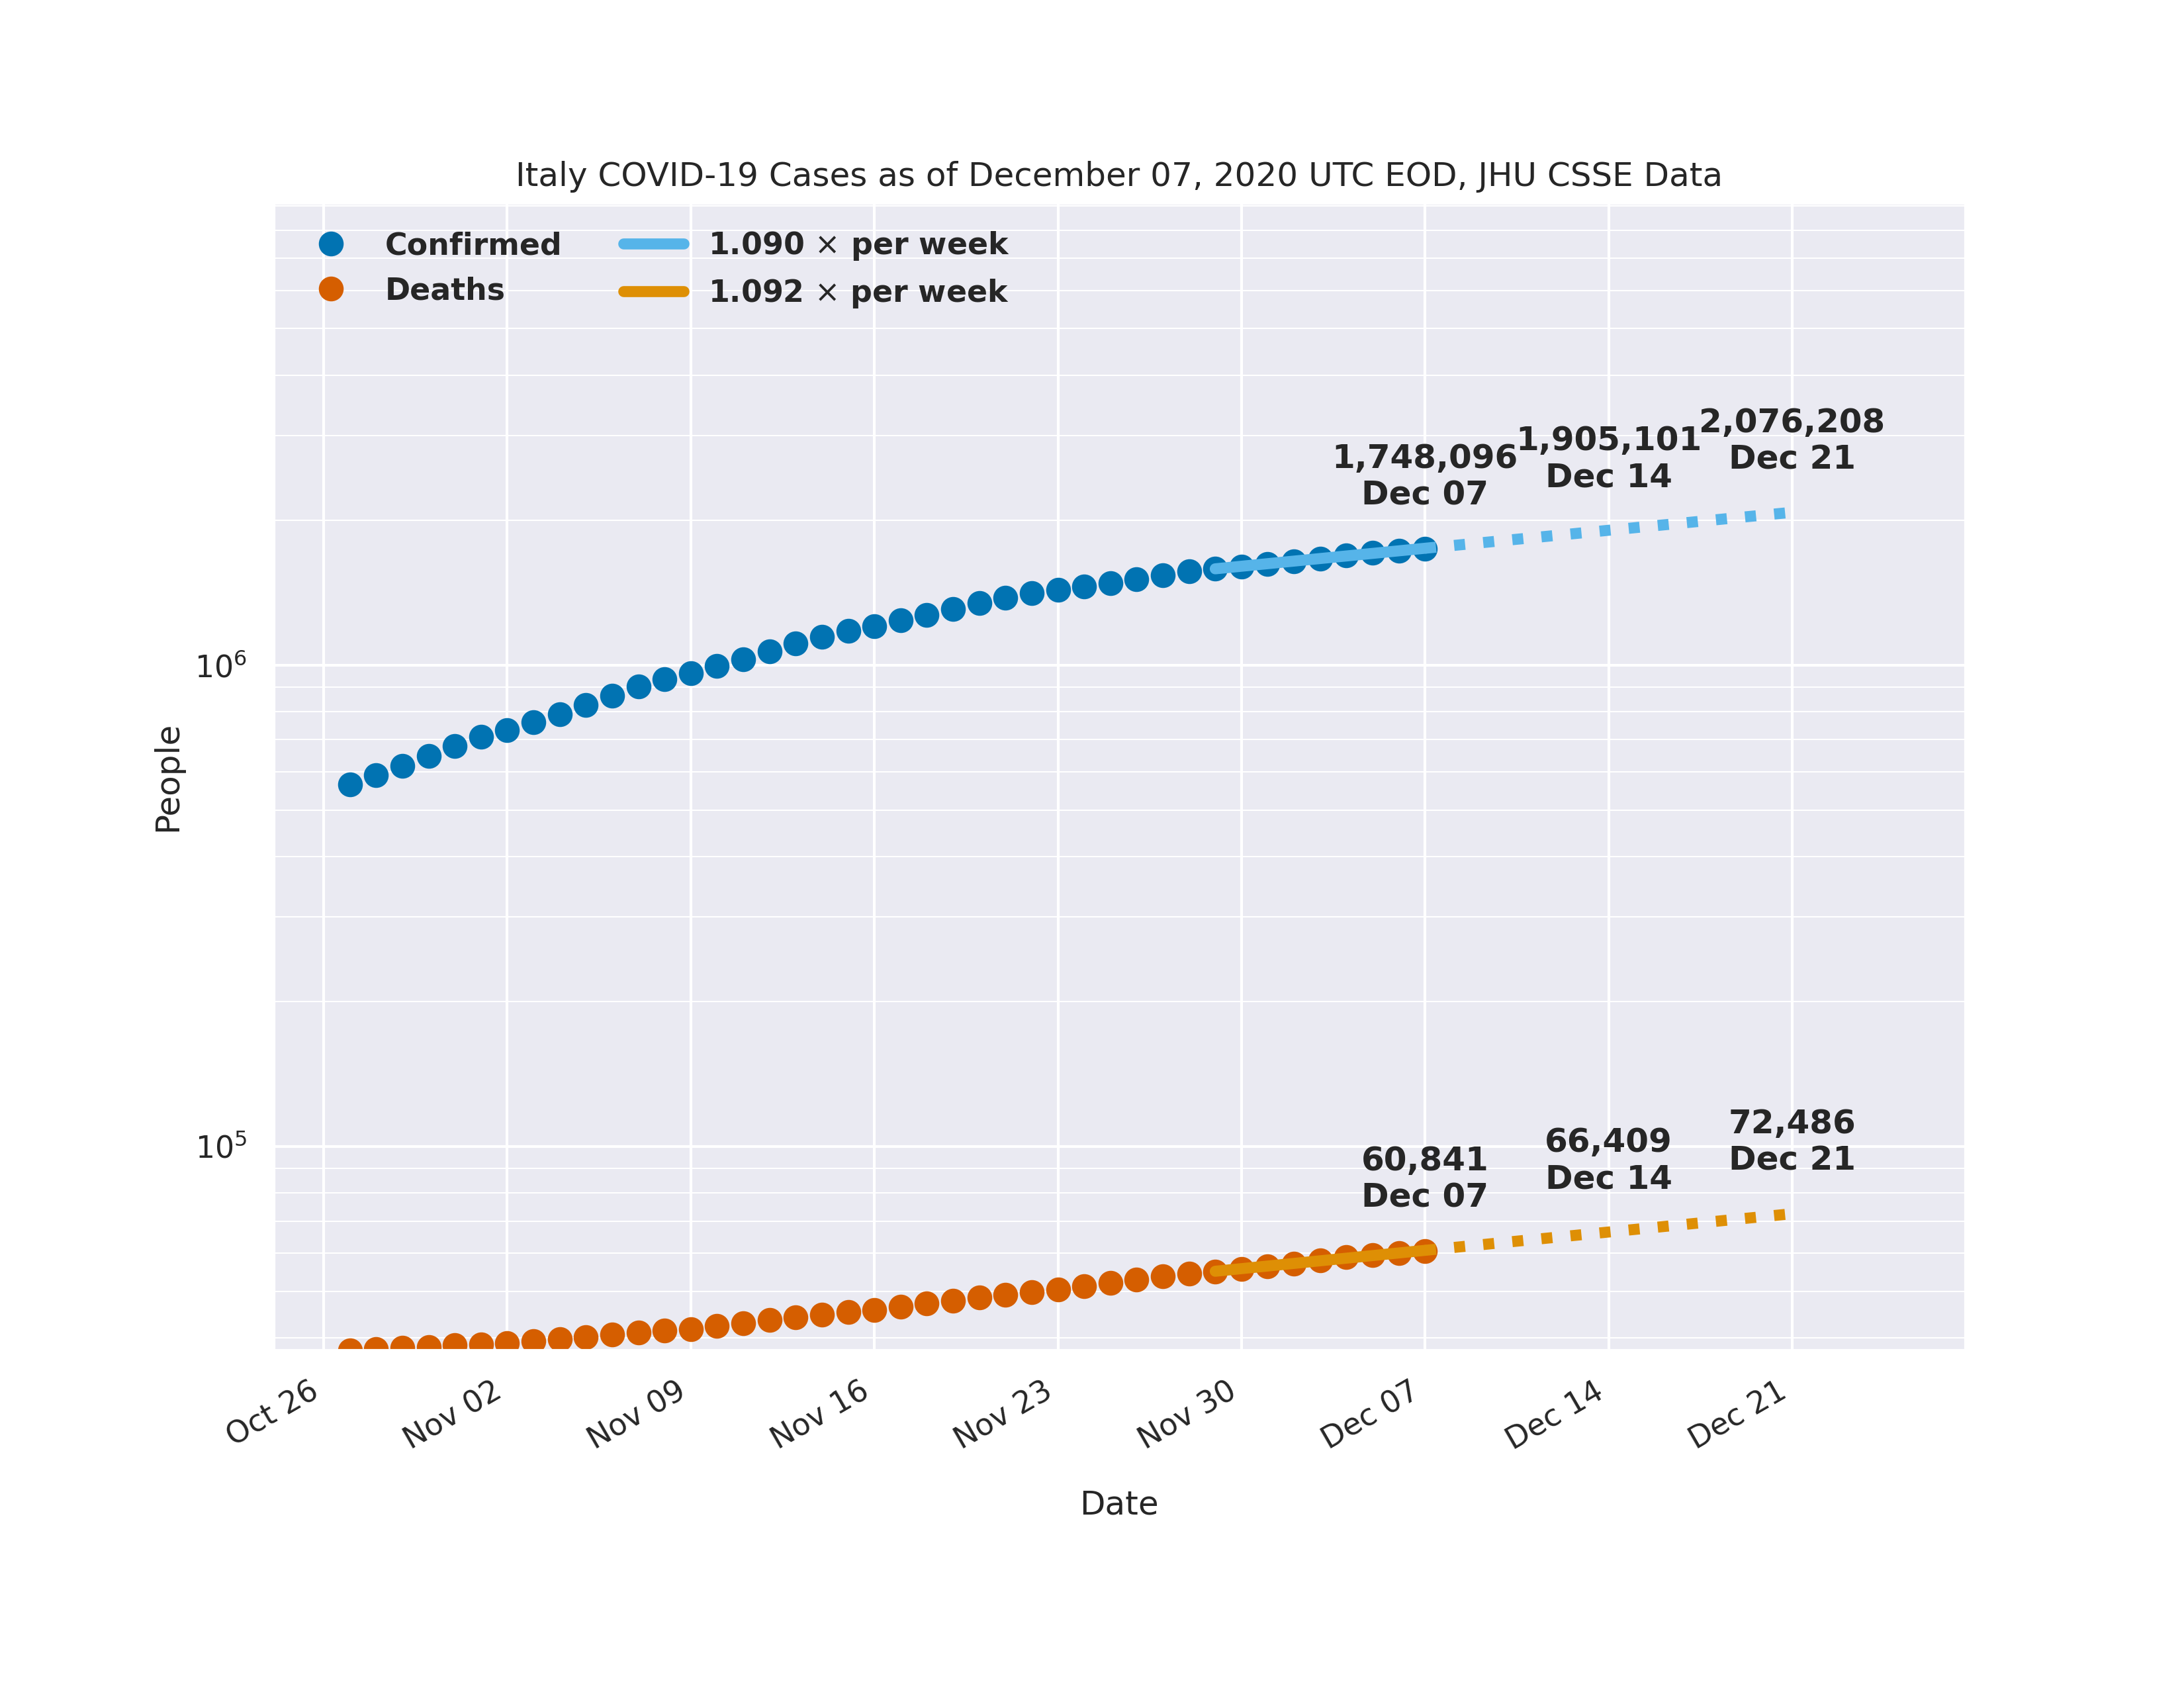 Italy COVID-19 Cases as of December 07, 2020 UTC EOD, JHU CSSE Data
Confirmed
Deaths
1.090 × per week
1.092 × per week
1,748,096
Dec 07
1,905,101
Dec 14
2,076,208
Dec 21
10⁶
10⁵
People
60,841
Dec 07
66,409
Dec 14
72,486
Dec 21
Oct 26
Nov 02
Nov 09
Nov 16
Nov 23
Nov 30
Dec 07
Dec 14
Dec 21
Date